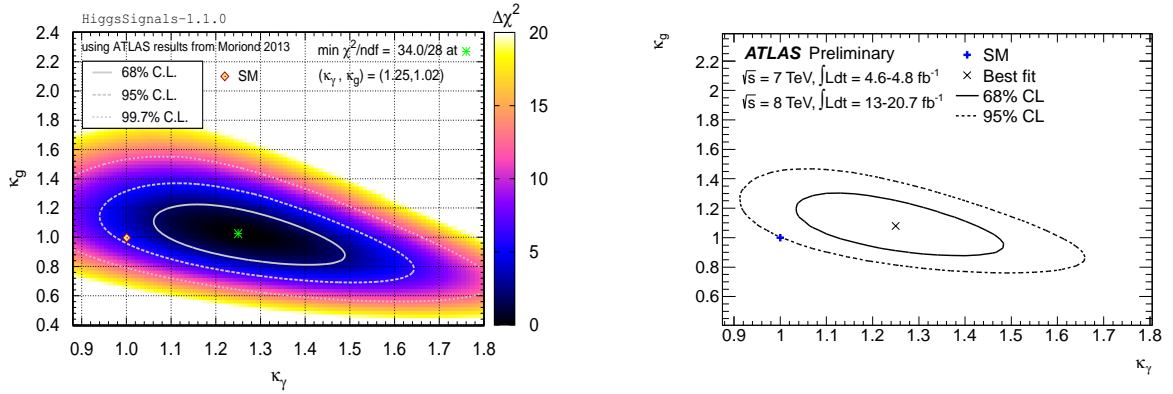 HiggsSignals-1.1.0
Δχ²
using ATLAS results from Moriond 2013
min χ²/ndf = 34.0/28 at
68% C.L.
SM
(κγ, κg) = (1.25,1.02)
95% C.L.
99.7% C.L.
2.4
2.2
2.0
1.8
1.6
1.4
1.2
1.0
0.8
0.6
0.4
κg
0.9 1.0 1.1 1.2 1.3 1.4 1.5 1.6 1.7 1.8
κγ
20
15
10
5
0
κg
ATLAS Preliminary
√s = 7 TeV, ∫Ldt = 4.6-4.8 fb⁻¹
√s = 8 TeV, ∫Ldt = 13-20.7 fb⁻¹
SM
Best fit
68% CL
95% CL
2.2
2
1.8
1.6
1.4
1.2
1
0.8
0.6
0.9 1 1.1 1.2 1.3 1.4 1.5 1.6 1.7 1.8
κγ